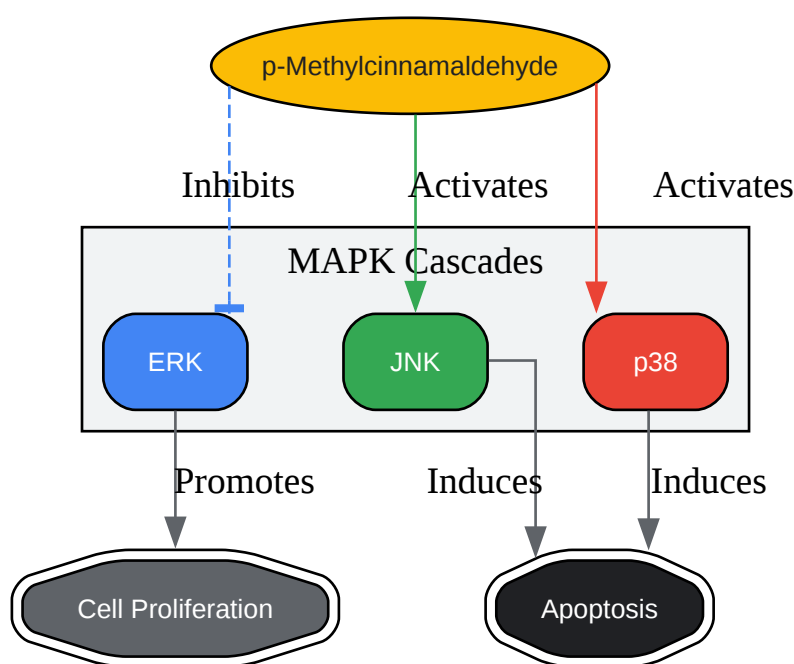 p-Methylcinnamaldehyde
Inhibits
Activates
Activates
MAPK Cascades
ERK
JNK
p38
Promotes
Induces
Induces
Cell Proliferation
Apoptosis